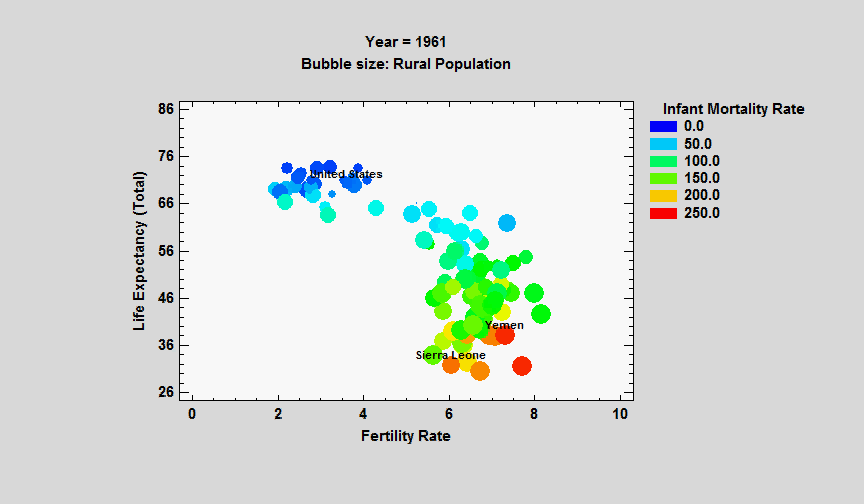 Year = 1961
Bubble size: Rural Population
Life Expectancy (Total)
86
76
66
56
46
36
26
United States
Yemen
Sierra Leone
0 2 4 6 8 10
Fertility Rate
Infant Mortality Rate
0.0
50.0
100.0
150.0
200.0
250.0